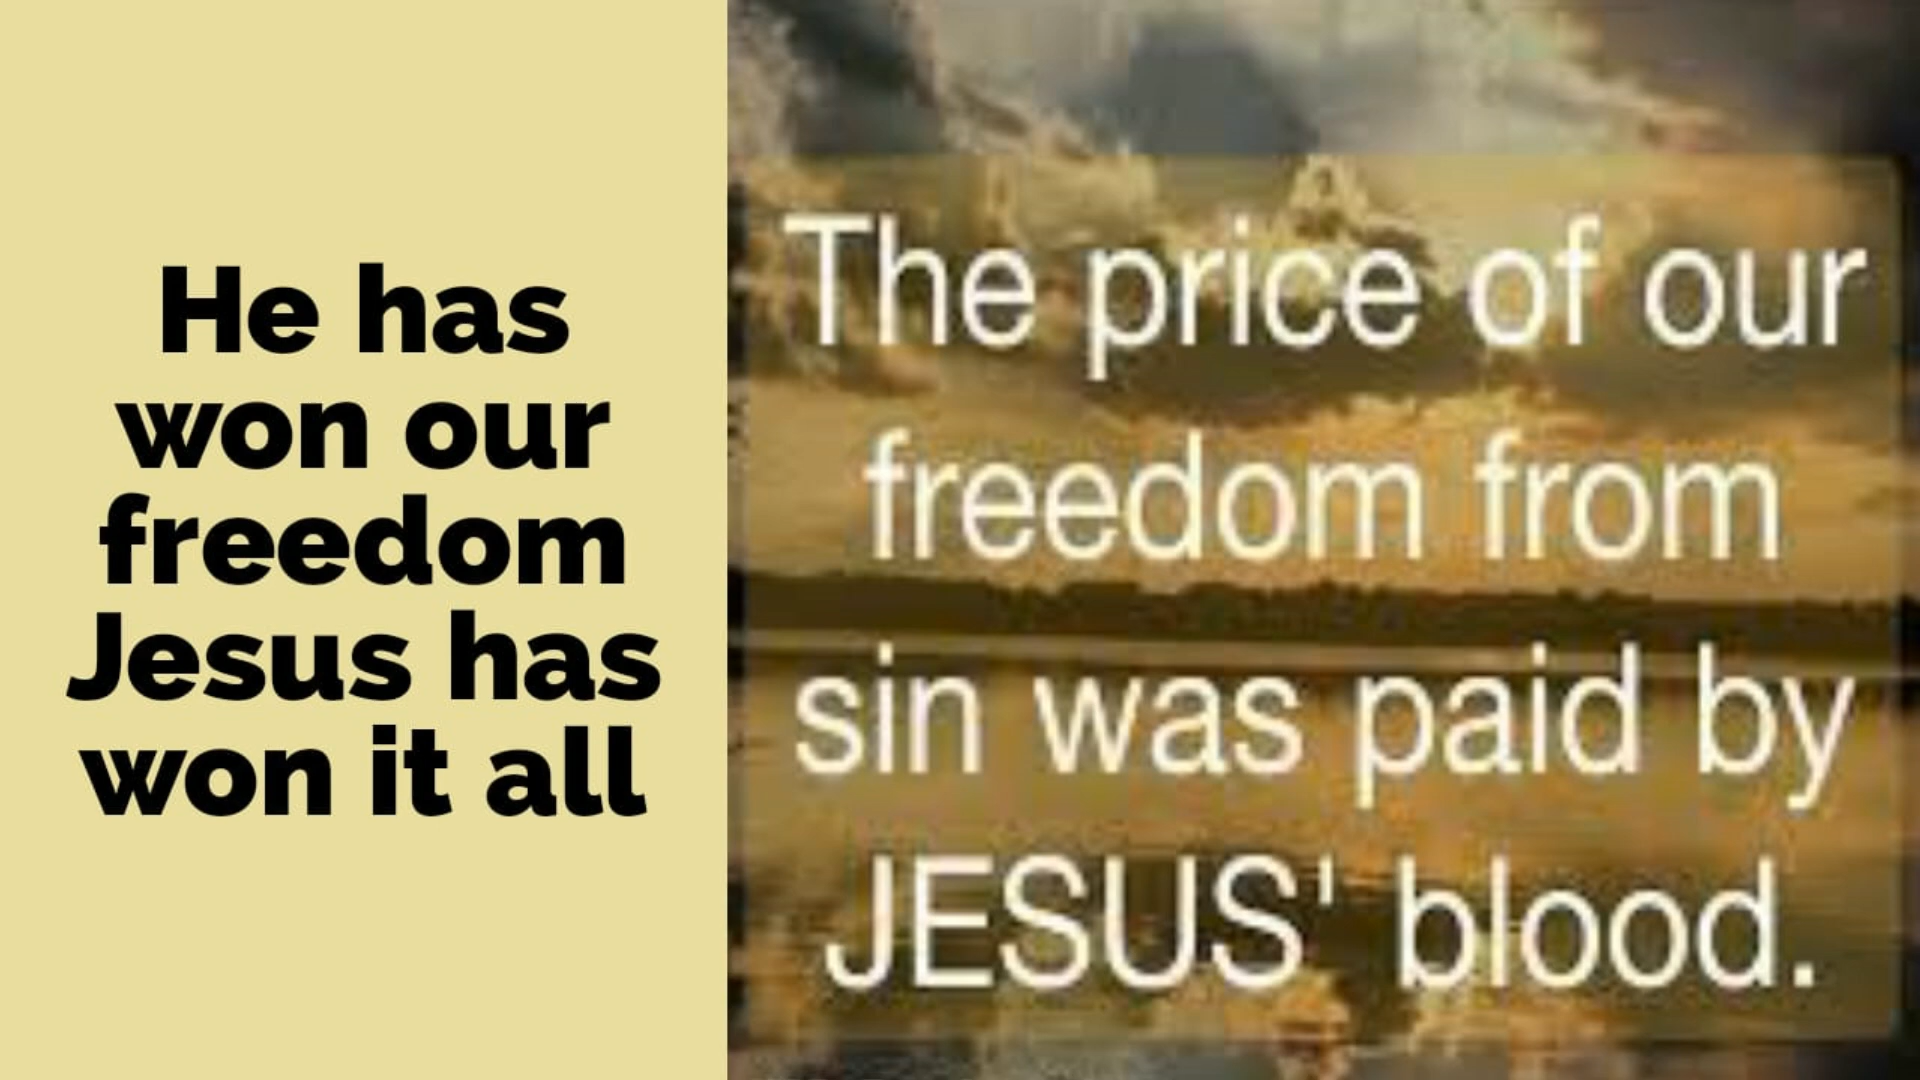 He has
won our
freedom
Jesus has
won it all
The price of our
freedom from
sin was paid by
JESUS' blood.